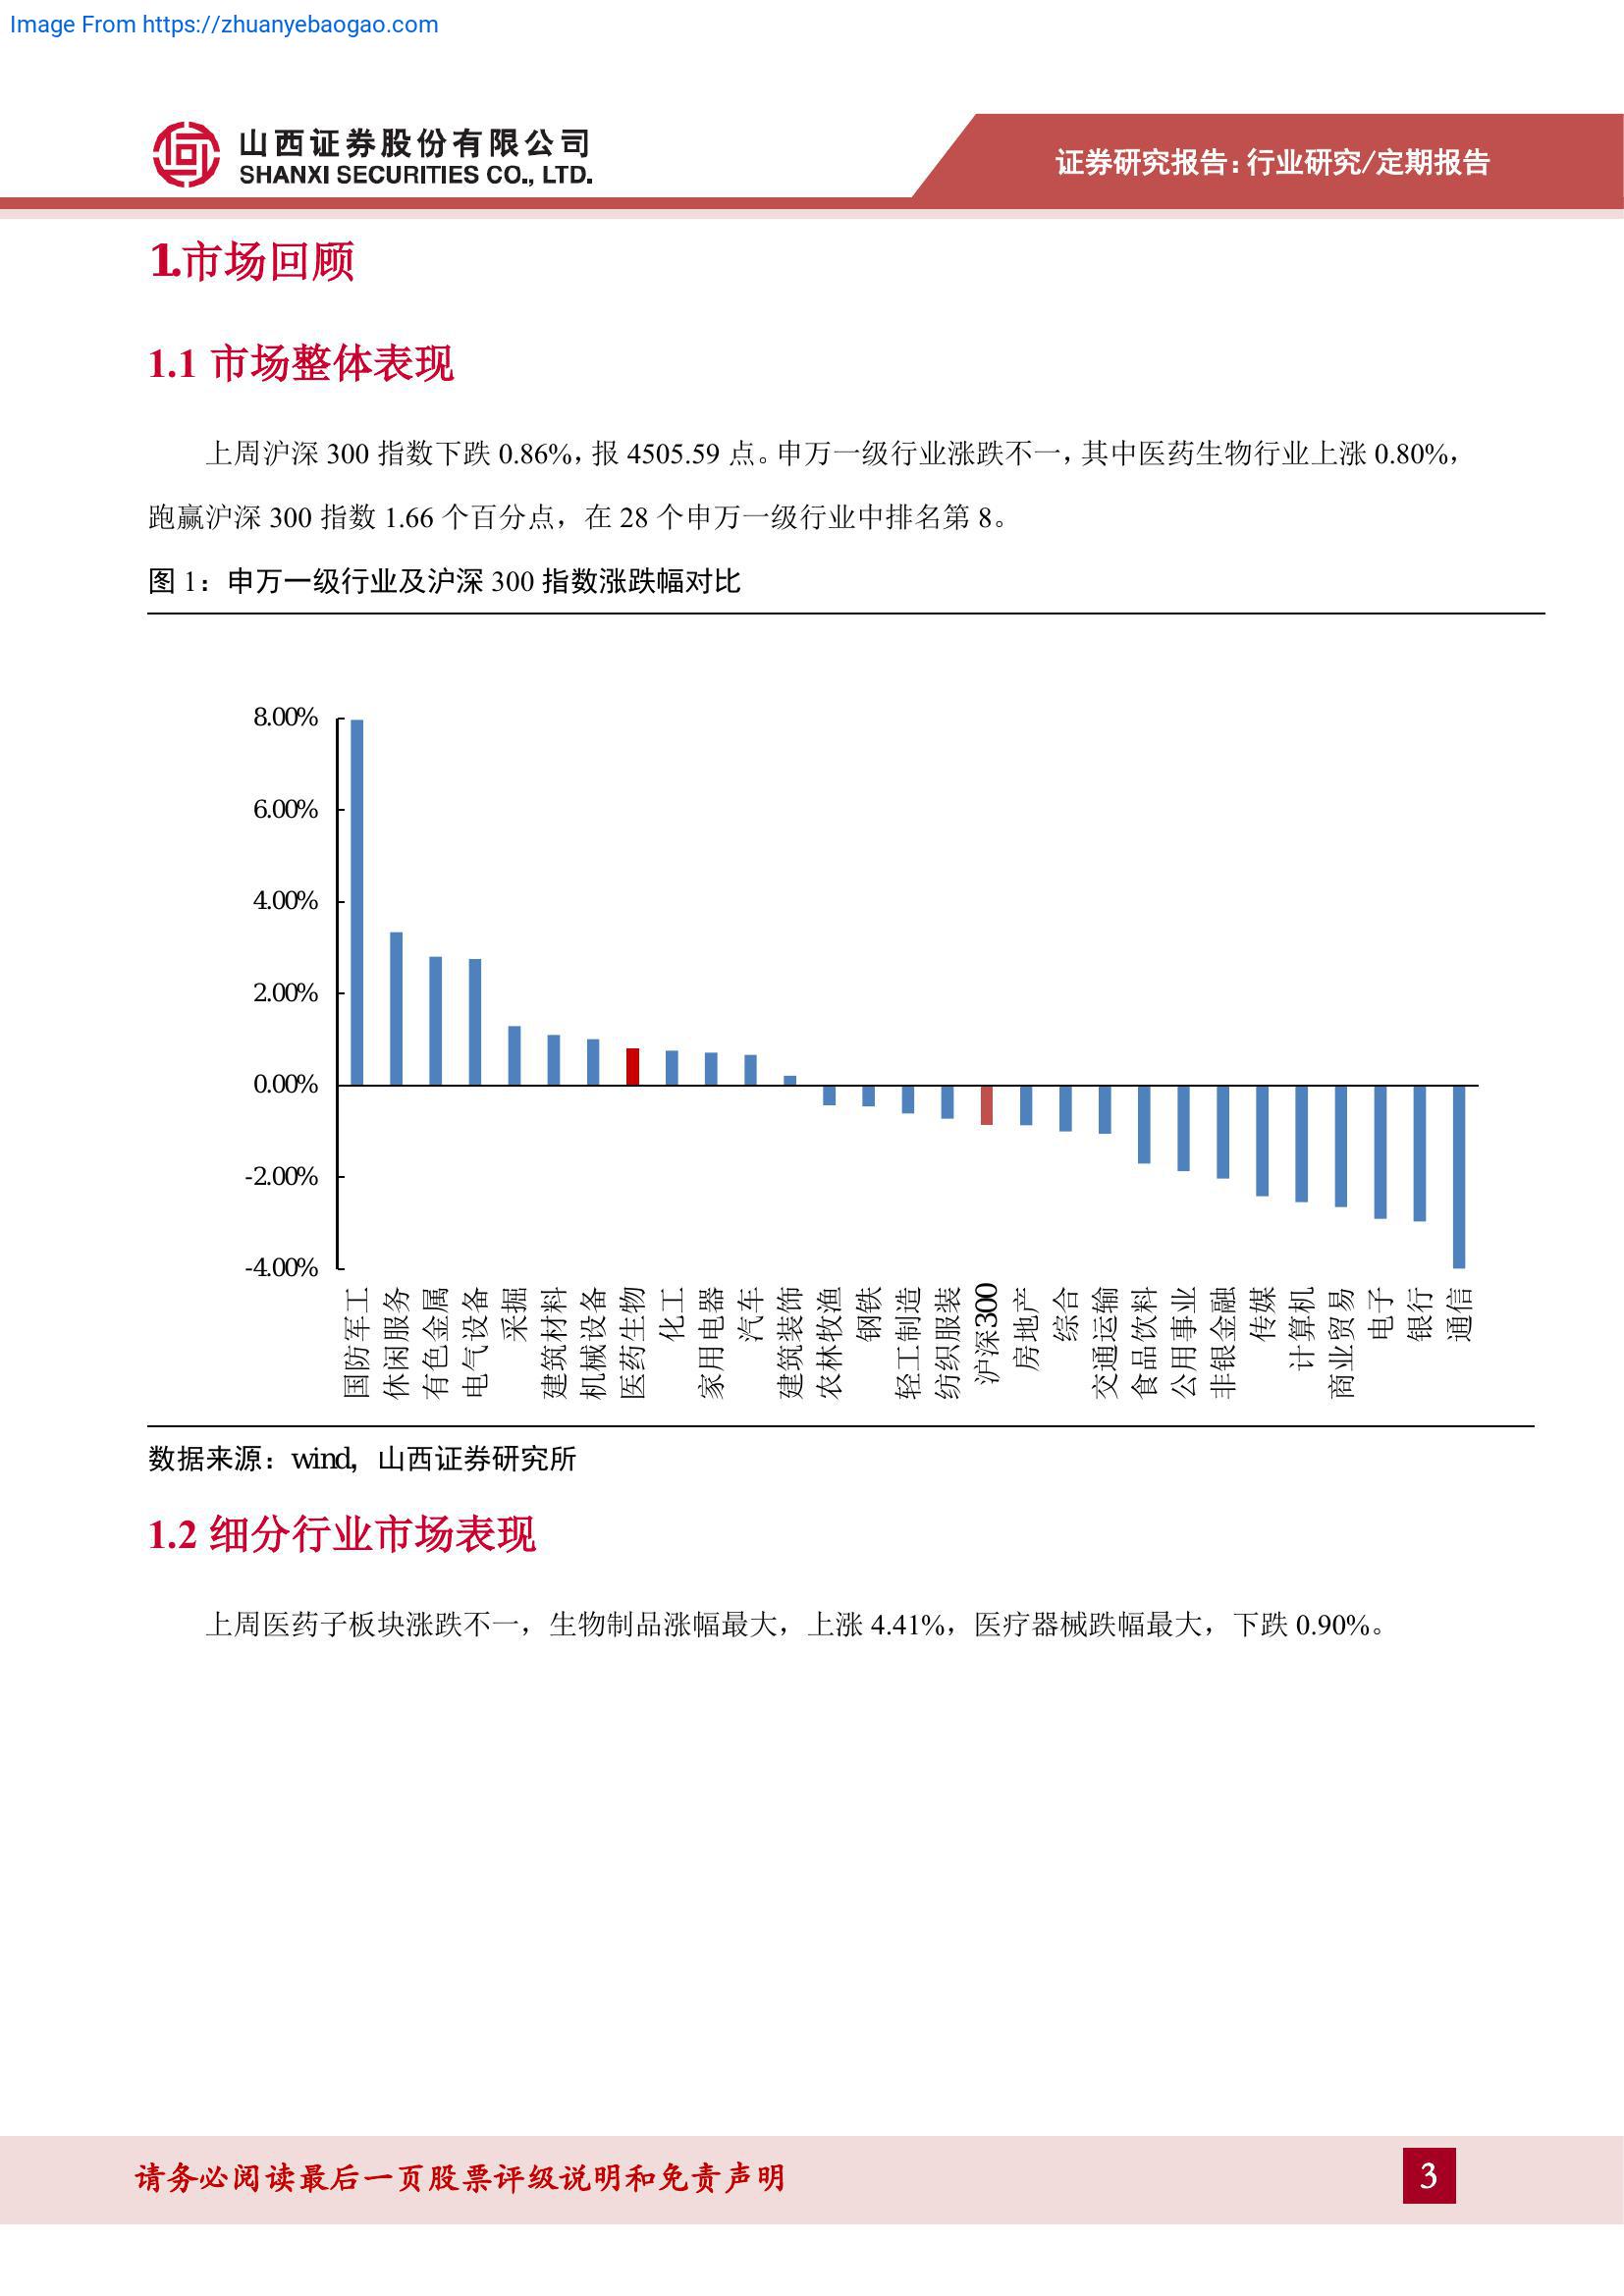 Image From https://zhuanyebaogao.com
山西证券股份有限公司
SHANXI SECURITIES CO., LTD.
证券研究报告：行业研究/定期报告
1.市场回顾
1.1 市场整体表现
上周沪深 300 指数下跌 0.86%，报 4505.59 点。申万一级行业涨跌不一，其中医药生物行业上涨 0.80%，
跑赢沪深 300 指数 1.66 个百分点，在 28 个申万一级行业中排名第 8。
图 1：申万一级行业及沪深 300 指数涨跌幅对比
8.00%
6.00%
4.00%
2.00%
0.00%
-2.00%
-4.00%
国防军工
休闲服务
有色金属
电气设备
采掘
建筑材料
机械设备
医药生物
化工
家用电器
汽车
建筑装饰
农林牧渔
钢铁
轻工制造
纺织服装
沪深300
房地产
综合
交通运输
食品饮料
公用事业
非银金融
传媒
计算机
商业贸易
电子
银行
通信
数据来源：wind，山西证券研究所
1.2 细分行业市场表现
上周医药子板块涨跌不一，生物制品涨幅最大，上涨 4.41%，医疗器械跌幅最大，下跌 0.90%。
请务必阅读最后一页股票评级说明和免责声明
3